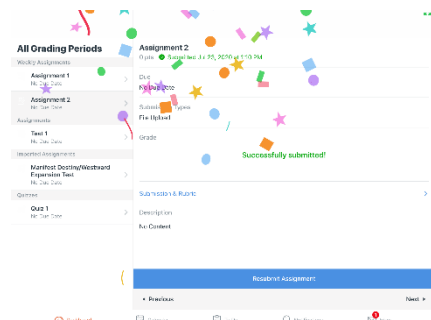 All Grading Periods
Weekly Assignments
Assignment 1
No Due Date
Assignment 2
No Due Date
Assignments
Test 1
No Due Date
Imported Assignments
Manifest Destiny/Westward
Expansion Test
No Due Date
Quizzes
Quiz 1
No Due Date
Assignment 2
0 pts
Due
No Due Date
Submission Types
File Upload
Grade
Successfully submitted!
Submission & Rubric
Description
No Content
Resubmit Assignment
Previous
Next